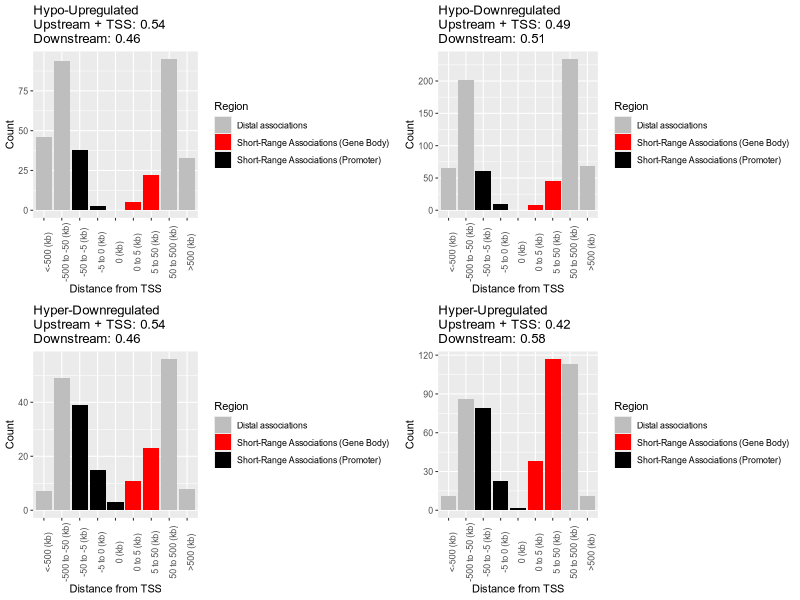 Hypo-Upregulated
Upstream + TSS: 0.54
Downstream: 0.46
75
50
25
0
Count
<-500 (kb)
-500 to -50 (kb)
-50 to -5 (kb)
-5 to 0 (kb)
0 (kb)
0 to 5 (kb)
5 to 50 (kb)
50 to 500 (kb)
>500 (kb)
Distance from TSS
Region
Distal associations
Short-Range Associations (Gene Body)
Short-Range Associations (Promoter)
Hypo-Downregulated
Upstream + TSS: 0.49
Downstream: 0.51
200
150
100
50
0
Count
<-500 (kb)
-500 to -50 (kb)
-50 to -5 (kb)
-5 to 0 (kb)
0 (kb)
0 to 5 (kb)
5 to 50 (kb)
50 to 500 (kb)
>500 (kb)
Distance from TSS
Region
Distal associations
Short-Range Associations (Gene Body)
Short-Range Associations (Promoter)
Hyper-Downregulated
Upstream + TSS: 0.54
Downstream: 0.46
40
20
0
Count
<-500 (kb)
-500 to -50 (kb)
-50 to -5 (kb)
-5 to 0 (kb)
0 (kb)
0 to 5 (kb)
5 to 50 (kb)
50 to 500 (kb)
>500 (kb)
Distance from TSS
Region
Distal associations
Short-Range Associations (Gene Body)
Short-Range Associations (Promoter)
Hyper-Upregulated
Upstream + TSS: 0.42
Downstream: 0.58
120
90
60
30
0
Count
<-500 (kb)
-500 to -50 (kb)
-50 to -5 (kb)
-5 to 0 (kb)
0 (kb)
0 to 5 (kb)
5 to 50 (kb)
50 to 500 (kb)
>500 (kb)
Distance from TSS
Region
Distal associations
Short-Range Associations (Gene Body)
Short-Range Associations (Promoter)